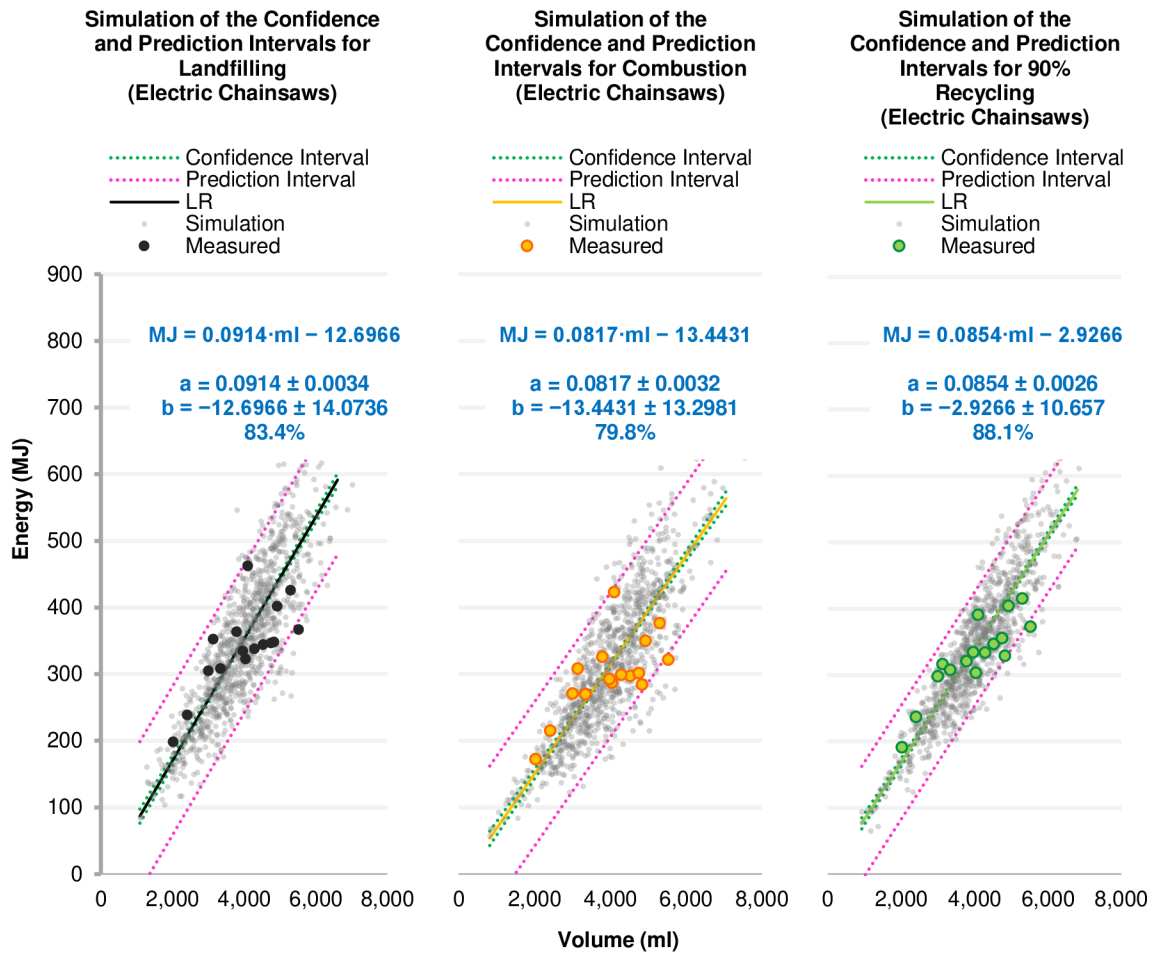 Simulation of the Confidence
and Prediction Intervals for
Landfilling
(Electric Chainsaws)
Confidence Interval
Prediction Interval
LR
Simulation
Measured
Simulation of the
Confidence and Prediction
Intervals for Combustion
(Electric Chainsaws)
Confidence Interval
Prediction Interval
LR
Simulation
Measured
Simulation of the
Confidence and Prediction
Intervals for 90%
Recycling
(Electric Chainsaws)
Confidence Interval
Prediction Interval
LR
Simulation
Measured
Energy (MJ)
900
800
700
600
500
400
300
200
100
0
MJ = 0.0914·ml − 12.6966
a = 0.0914 ± 0.0034
b = −12.6966 ± 14.0736
83.4%
0 2,000 4,000 6,000 8,000
MJ = 0.0817·ml − 13.4431
a = 0.0817 ± 0.0032
b = −13.4431 ± 13.2981
79.8%
0 2,000 4,000 6,000 8,000
MJ = 0.0854·ml − 2.9266
a = 0.0854 ± 0.0026
b = −2.9266 ± 10.657
88.1%
0 2,000 4,000 6,000 8,000
Volume (ml)